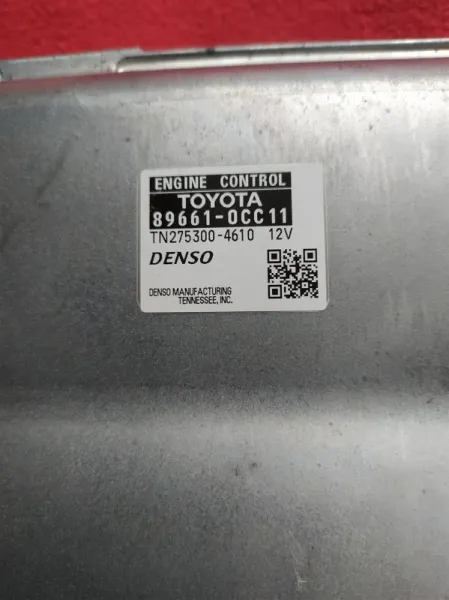 ENGINE CONTROL
TOYOTA
89661-0CC11
TN275300-4610 12V
DENSO
DENSO MANUFACTURING
TENNESSEE, INC.